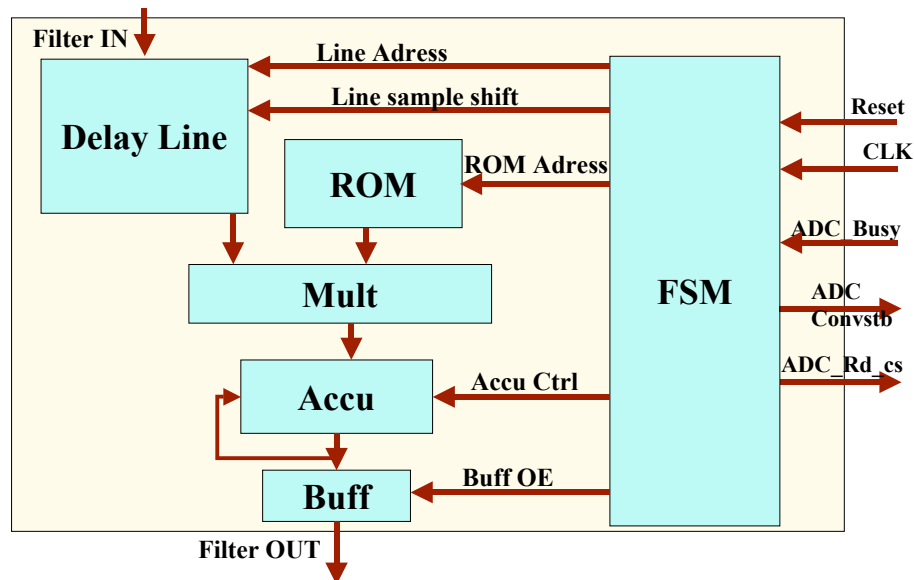 Filter IN
Line Adress
Line sample shift
Delay Line
Reset
CLK
ROM
ROM Adress
ADC_Busy
Mult
FSM
ADC
Convstb
Accu
Accu Ctrl
ADC_Rd_cs
Buff
Buff OE
Filter OUT